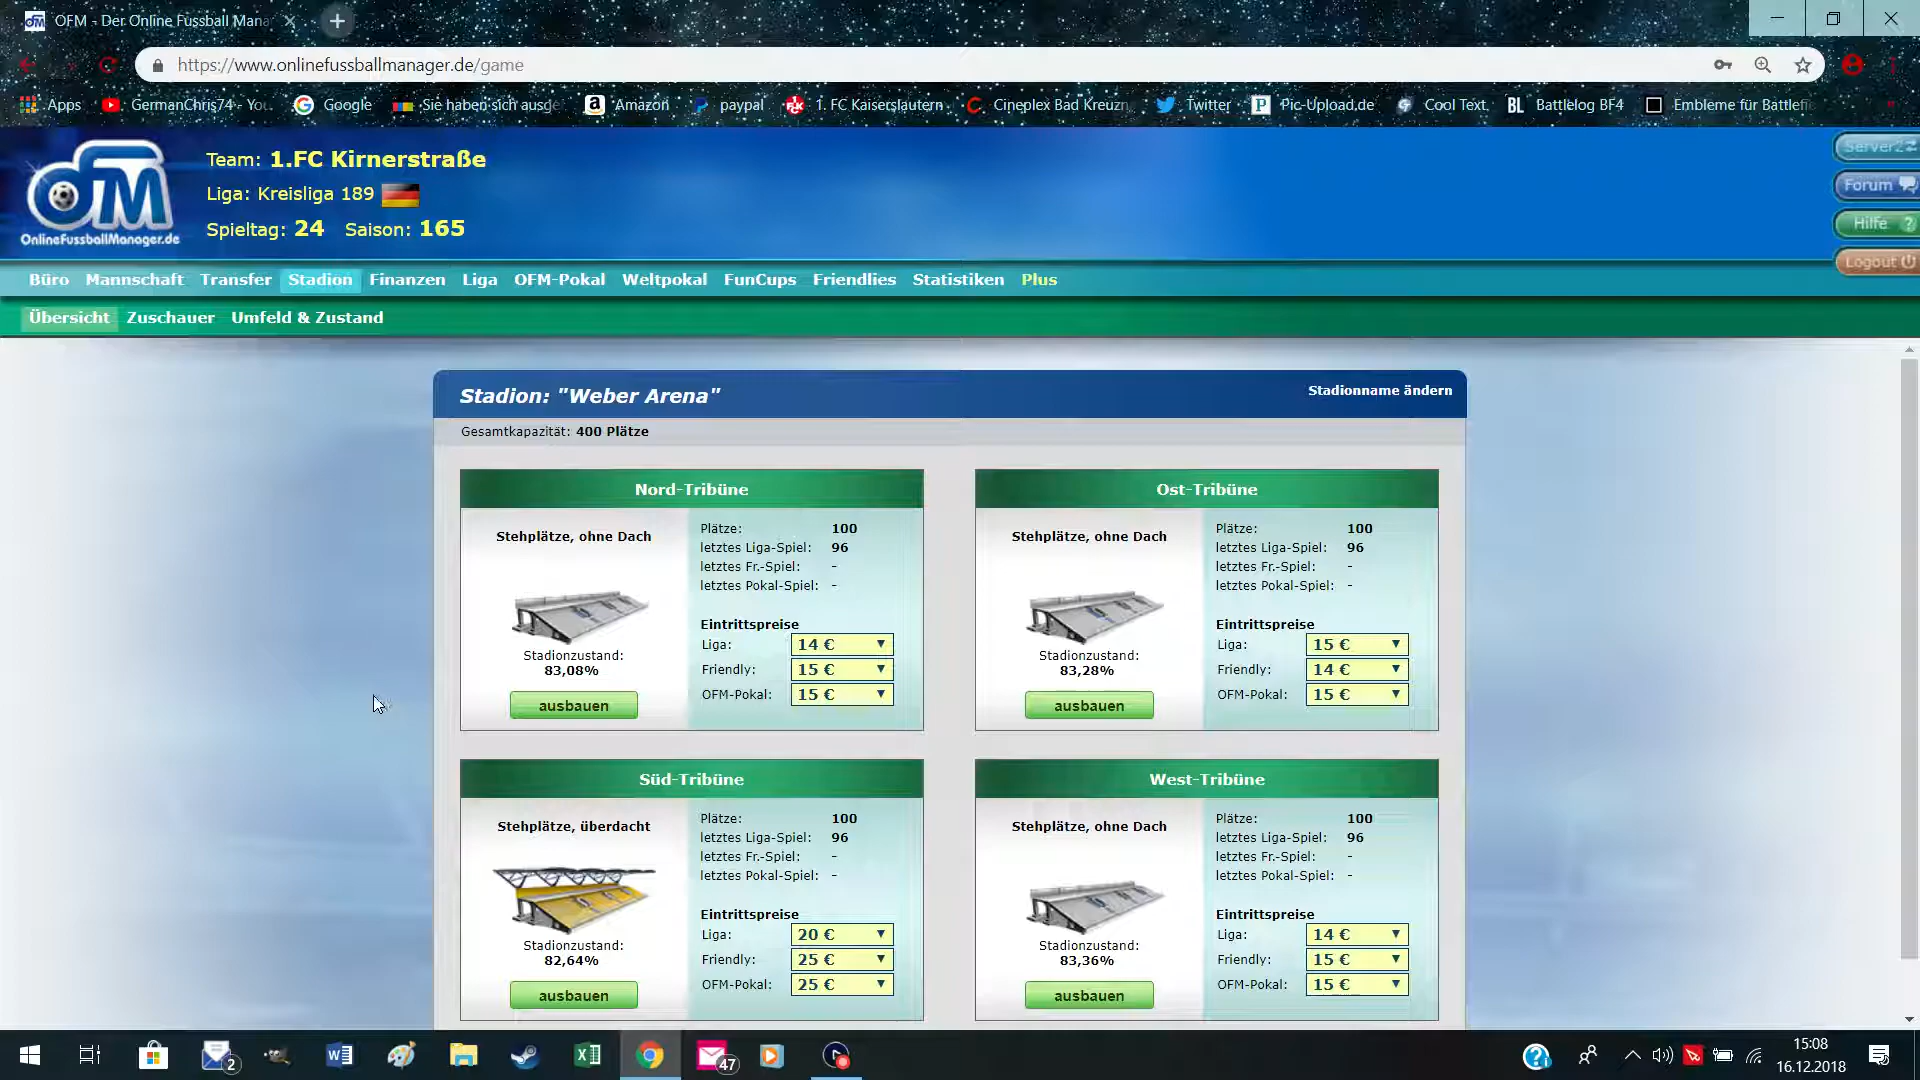 OFM - Der Online Fussball Mana
https://www.onlinefussballmanager.de/game
Apps GermanChris74 - You Google Sie haben sich ausge Amazon paypal 1. FC Kaiserslautern Cineplex Bad Kreuzn Twitter Pic-Upload.de Cool Text. BL Battlelog BF4 Embleme für Battlefi
OFM
OnlineFussballManager.de
Team: 1.FC Kirnerstraße
Liga: Kreisliga 189
Spieltag: 24 Saison: 165
Server2
Forum
Hilfe ?
Logout
Büro Mannschaft Transfer Stadion Finanzen Liga OFM-Pokal Weltpokal FunCups Friendlies Statistiken Plus
Übersicht Zuschauer Umfeld & Zustand
Stadion: "Weber Arena"
Stadionname ändern
Gesamtkapazität: 400 Plätze
Nord-Tribüne
Stehplätze, ohne Dach
Stadionzustand:
83,08%
ausbauen
Plätze: 100
letztes Liga-Spiel: 96
letztes Fr.-Spiel: -
letztes Pokal-Spiel: -
Eintrittspreise
Liga: 14 €
Friendly: 15 €
OFM-Pokal: 15 €
Ost-Tribüne
Stehplätze, ohne Dach
Stadionzustand:
83,28%
ausbauen
Plätze: 100
letztes Liga-Spiel: 96
letztes Fr.-Spiel: -
letztes Pokal-Spiel: -
Eintrittspreise
Liga: 15 €
Friendly: 14 €
OFM-Pokal: 15 €
Süd-Tribüne
Stehplätze, überdacht
Stadionzustand:
82,64%
ausbauen
Plätze: 100
letztes Liga-Spiel: 96
letztes Fr.-Spiel: -
letztes Pokal-Spiel: -
Eintrittspreise
Liga: 20 €
Friendly: 25 €
OFM-Pokal: 25 €
West-Tribüne
Stehplätze, ohne Dach
Stadionzustand:
83,36%
ausbauen
Plätze: 100
letztes Liga-Spiel: 96
letztes Fr.-Spiel: -
letztes Pokal-Spiel: -
Eintrittspreise
Liga: 14 €
Friendly: 15 €
OFM-Pokal: 15 €
2
47
15:08
16.12.2018